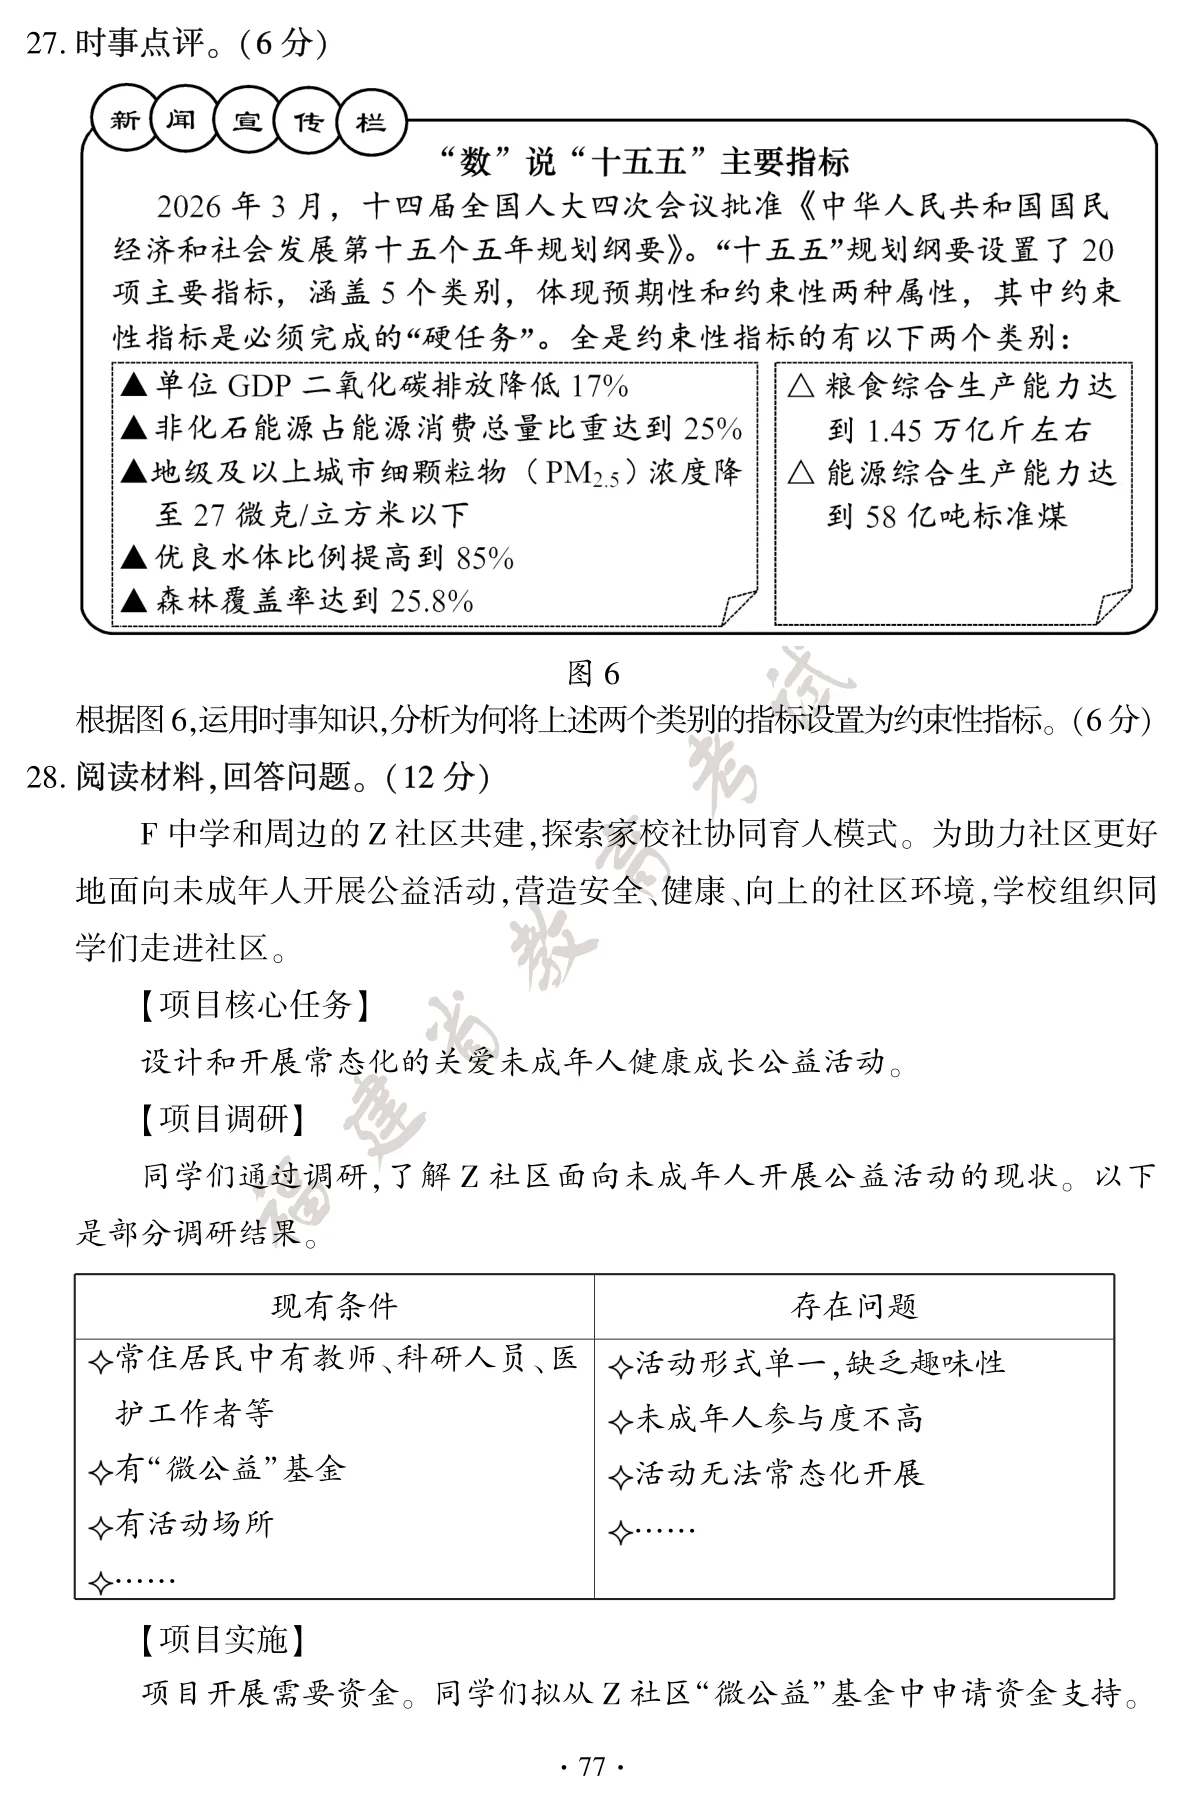 27. 时事点评。(6分)
新闻宣传栏
“数”说“十五五”主要指标
2026年3月，十四届全国人大四次会议批准《中华人民共和国国民
经济和社会发展第十五个五年规划纲要》。“十五五”规划纲要设置了20
项主要指标，涵盖5个类别，体现预期性和约束性两种属性，其中约束
性指标是必须完成的“硬任务”。全是约束性指标的有以下两个类别：
▲单位GDP二氧化碳排放降低17%
▲非化石能源占能源消费总量比重达到25%
▲地级及以上城市细颗粒物（PM2.5）浓度降
至27微克/立方米以下
▲优良水体比例提高到85%
▲森林覆盖率达到25.8%
△粮食综合生产能力达
到1.45万亿斤左右
△能源综合生产能力达
到58亿吨标准煤
图6
根据图6,运用时事知识,分析为何将上述两个类别的指标设置为约束性指标。(6分)
28. 阅读材料,回答问题。(12分)
F中学和周边的Z社区共建,探索家校社协同育人模式。为助力社区更好
地面向未成年人开展公益活动,营造安全、健康、向上的社区环境,学校组织同
学们走进社区。
【项目核心任务】
设计和开展常态化的关爱未成年人健康成长公益活动。
【项目调研】
同学们通过调研,了解Z社区面向未成年人开展公益活动的现状。以下
是部分调研结果。
现有条件
✧常住居民中有教师、科研人员、医
护工作者等
✧有“微公益”基金
✧有活动场所
✧……
存在问题
✧活动形式单一,缺乏趣味性
✧未成年人参与度不高
✧活动无法常态化开展
✧……
【项目实施】
项目开展需要资金。同学们拟从Z社区“微公益”基金中申请资金支持。
·77·
福建省教育考试